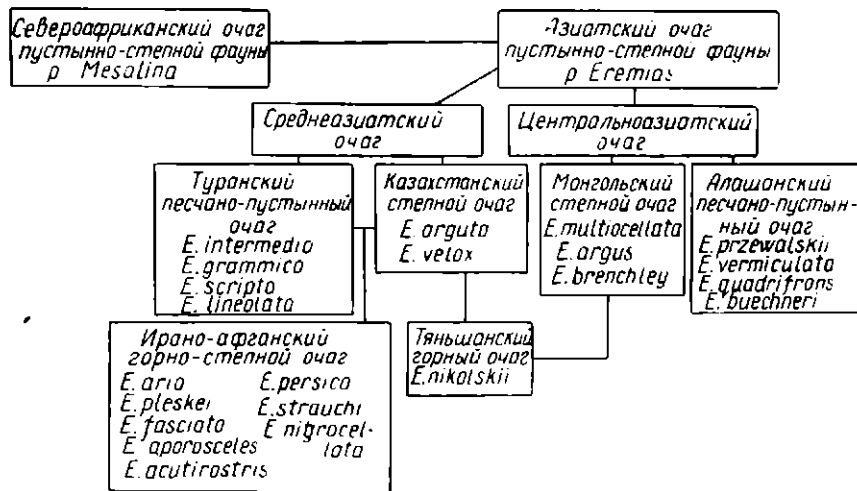 Североафриканский очаг
пустынно-степной фауны
р Mesalina
Азиатский очаг
пустынно-степной фауны
р Eremias
Среднеазиатский
очаг
Центральноазиатский
очаг
Туранский
песчано-пустынный
очаг
E. intermedia
E. grammica
E. scripta
E. lineolata
Казахстанский
степной очаг
E. arguta
E. velox
Монгольский
степной очаг
E. multiocellata
E. argus
E. brenchley
Алашанский
песчано-пустын-
ный очаг
E. przewalskii
E. vermiculata
E. quadrifrons
E. buechneri
Ирано-афганский
горно-степной очаг
E. aria
E. pleskei
E. fasciata
E aporosceles
E. acutirostris
E. persica
E. strauchi
E nigrocel-
lata
Тяньшанский
горный очаг
E. nikolskii